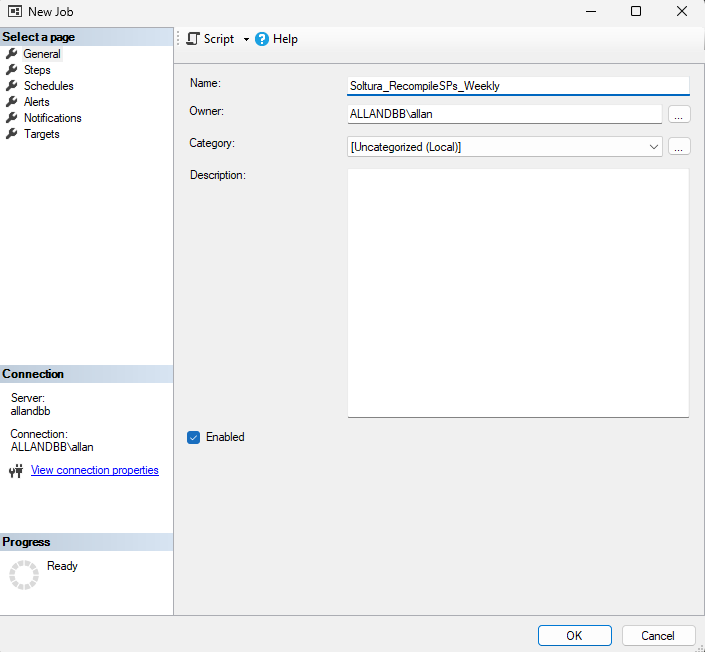 New Job
Select a page
General
Steps
Schedules
Alerts
Notifications
Targets
Connection
Server:
allandbb
Connection:
ALLANDBB\allan
View connection properties
Progress
Ready
Script
Help
Name:
Soltura_RecompileSPs_Weekly
Owner:
ALLANDBB\allan
...
Category:
[Uncategorized (Local)]
...
Description:
Enabled
OK
Cancel